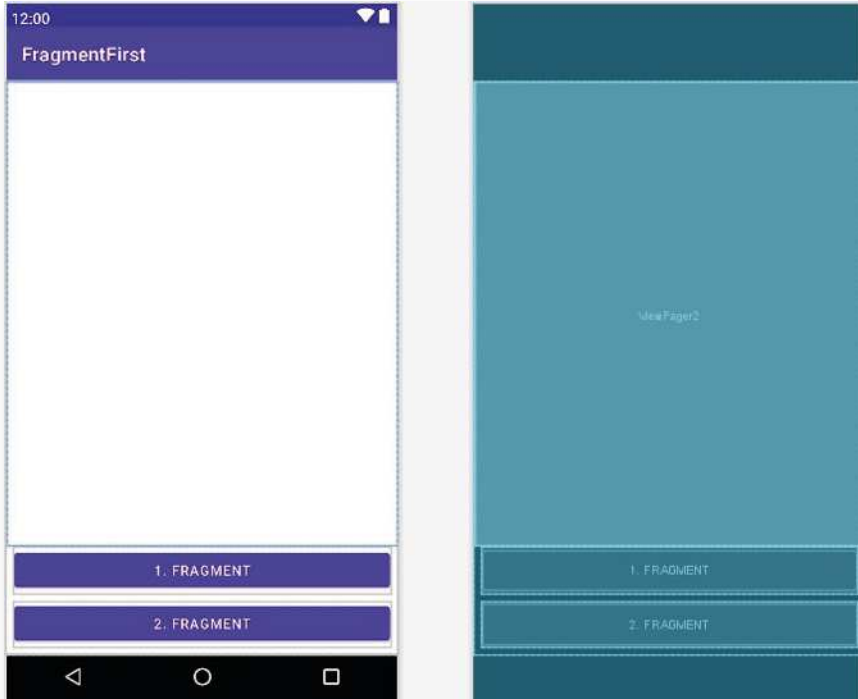 12:00
FragmentFirst
1. FRAGMENT
2. FRAGMENT
ViewPager2
1. FRAGMENT
2. FRAGMENT